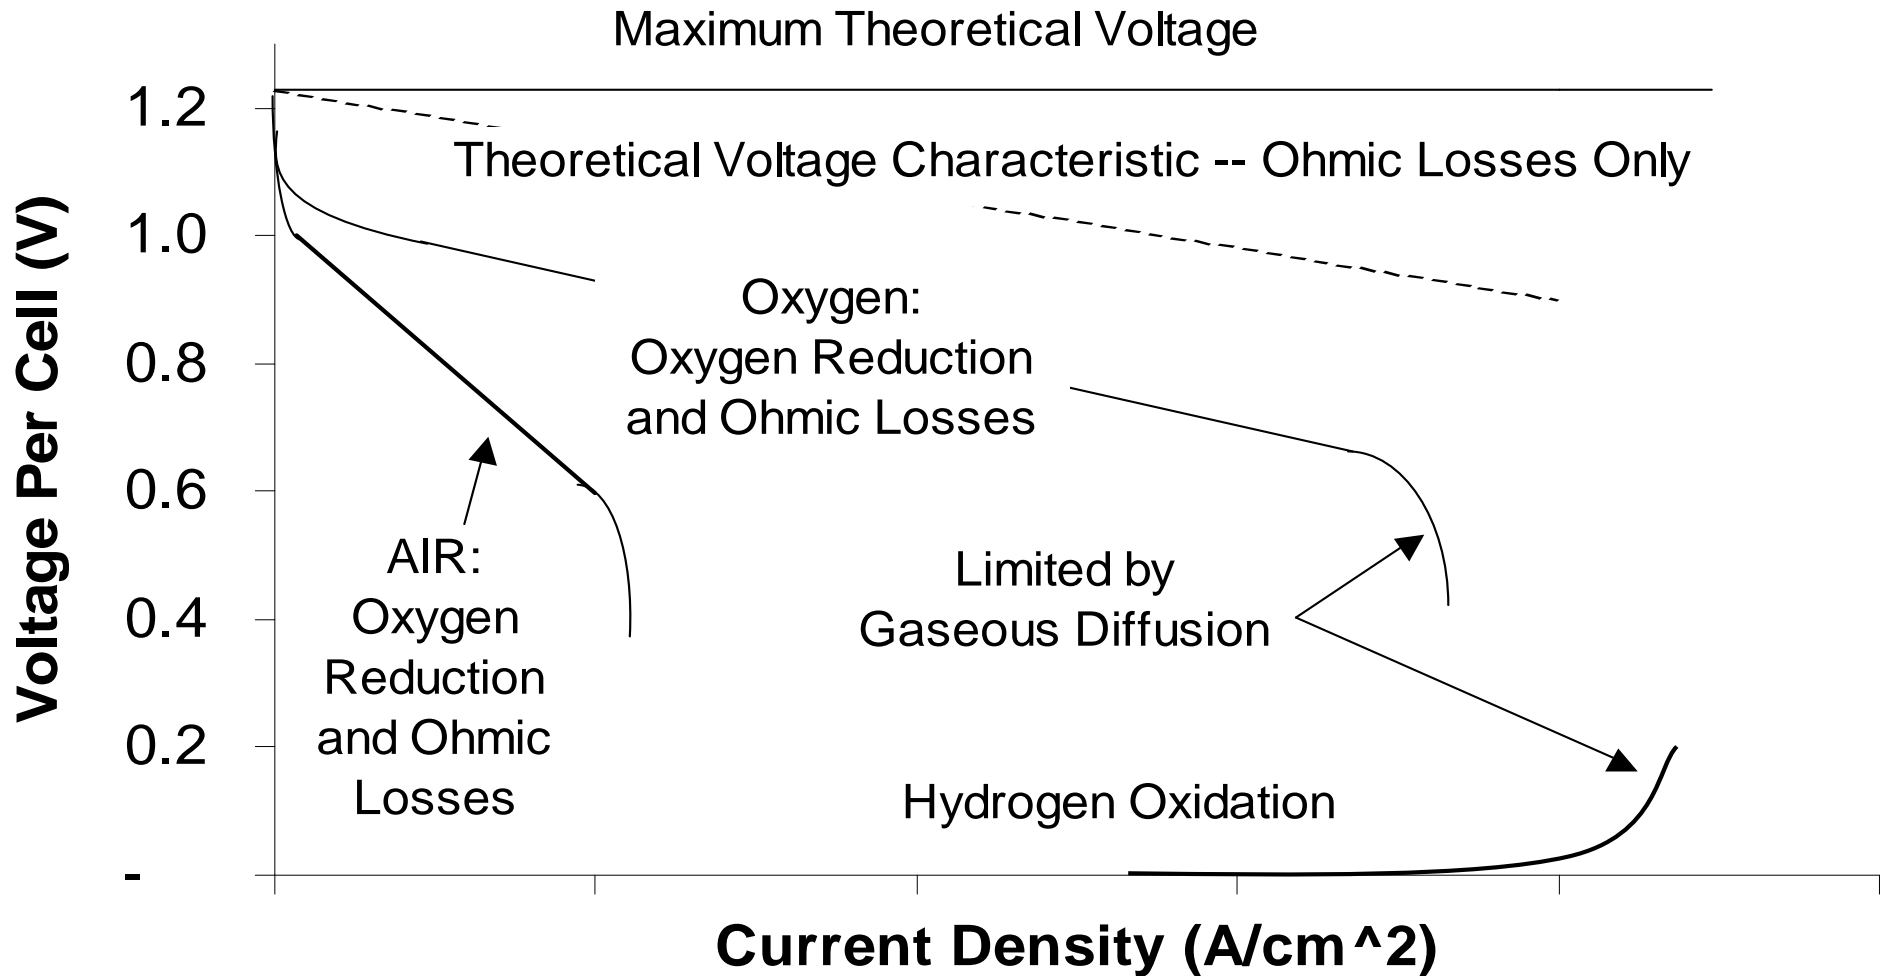 Maximum Theoretical Voltage
1.2
Theoretical Voltage Characteristic -- Ohmic Losses Only
1.0
Oxygen:
Oxygen Reduction
and Ohmic Losses
0.8
0.6
AIR:
Oxygen
Reduction
and Ohmic
Losses
Limited by
Gaseous Diffusion
0.4
0.2
Hydrogen Oxidation
-
Voltage Per Cell (V)
Current Density (A/cm^2)